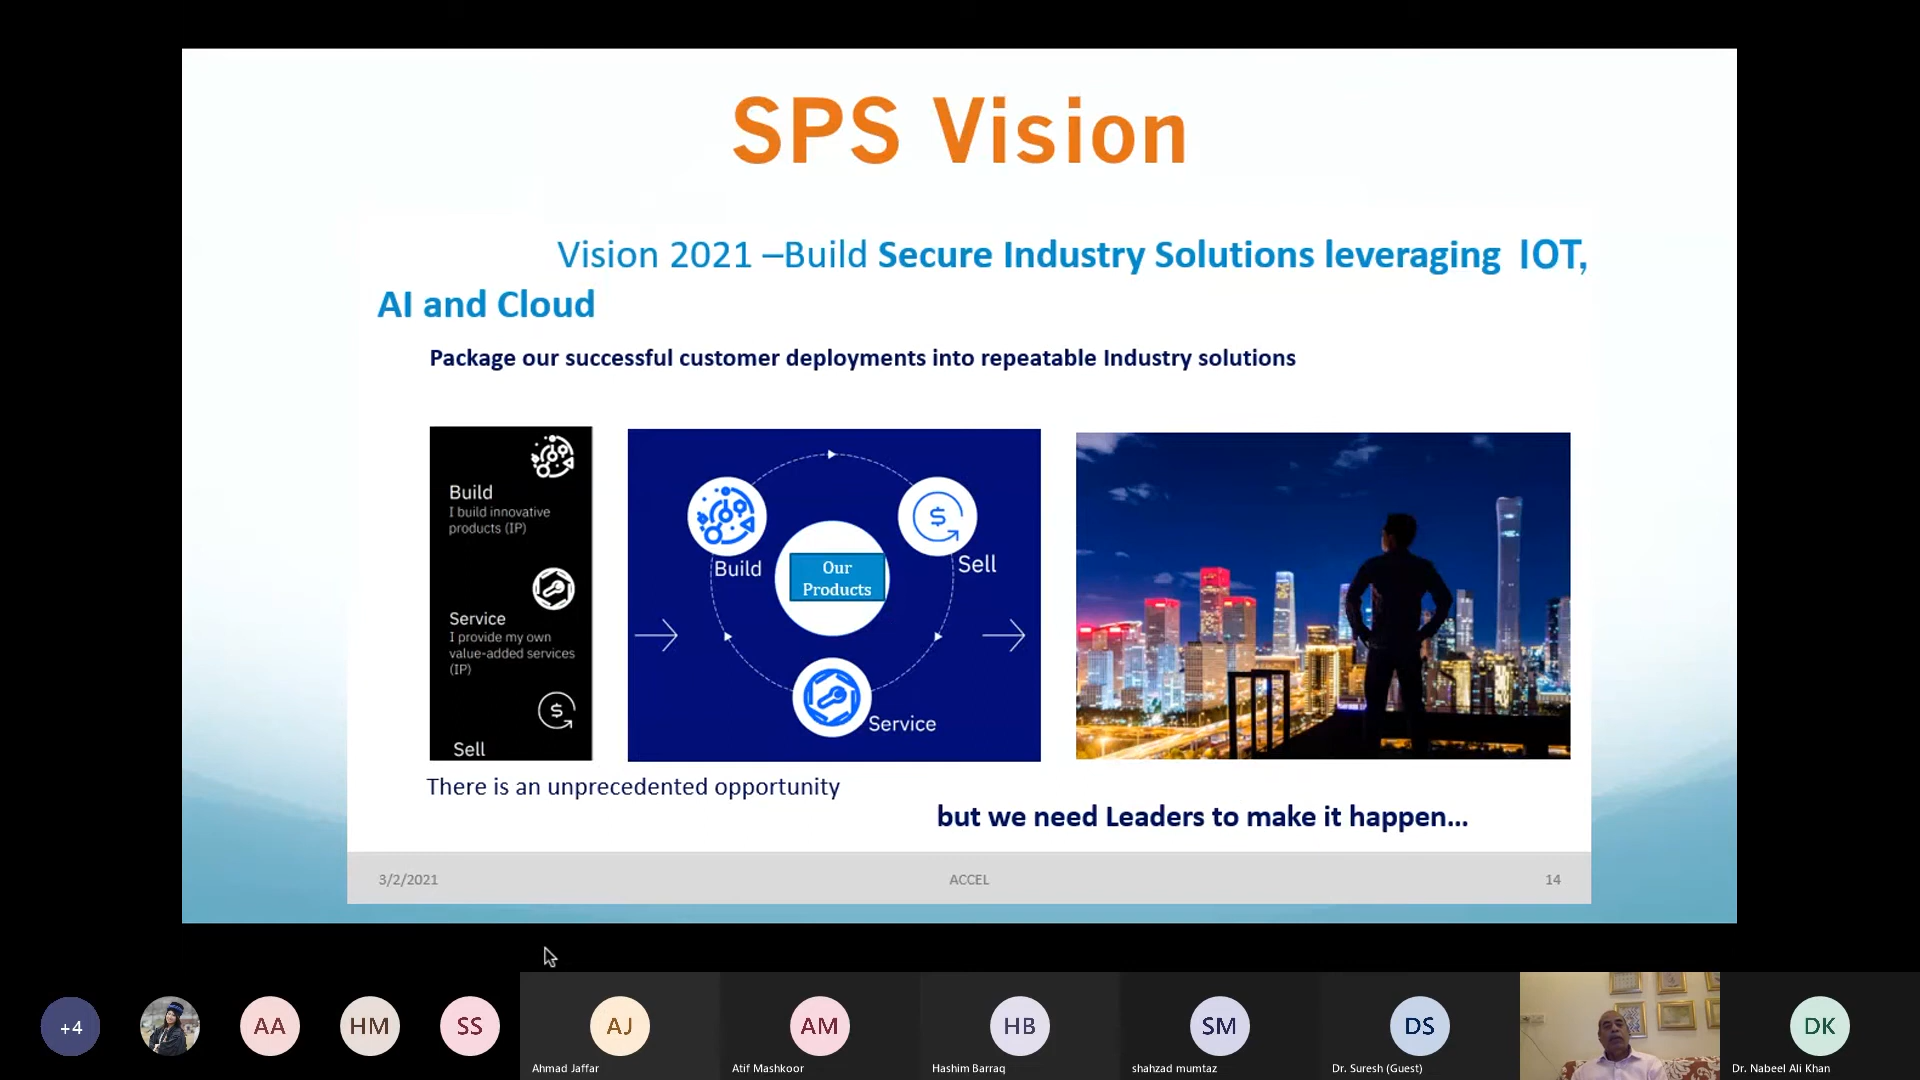 SPS Vision
Vision 2021 –Build Secure Industry Solutions leveraging IOT,
AI and Cloud
Package our successful customer deployments into repeatable Industry solutions
Build
I build innovative
products (IP)
Service
I provide my own
value-added services
(IP)
$
Sell
Build
Our
Products
$
Sell
Service
There is an unprecedented opportunity
but we need Leaders to make it happen...
3/2/2021
ACCEL
14
+4
AA
HM
SS
AJ
Ahmad Jaffar
AM
Atif Mashkoor
HB
Hashim Barraq
SM
shahzad mumtaz
DS
Dr. Suresh (Guest)
DK
Dr. Nabeel Ali Khan